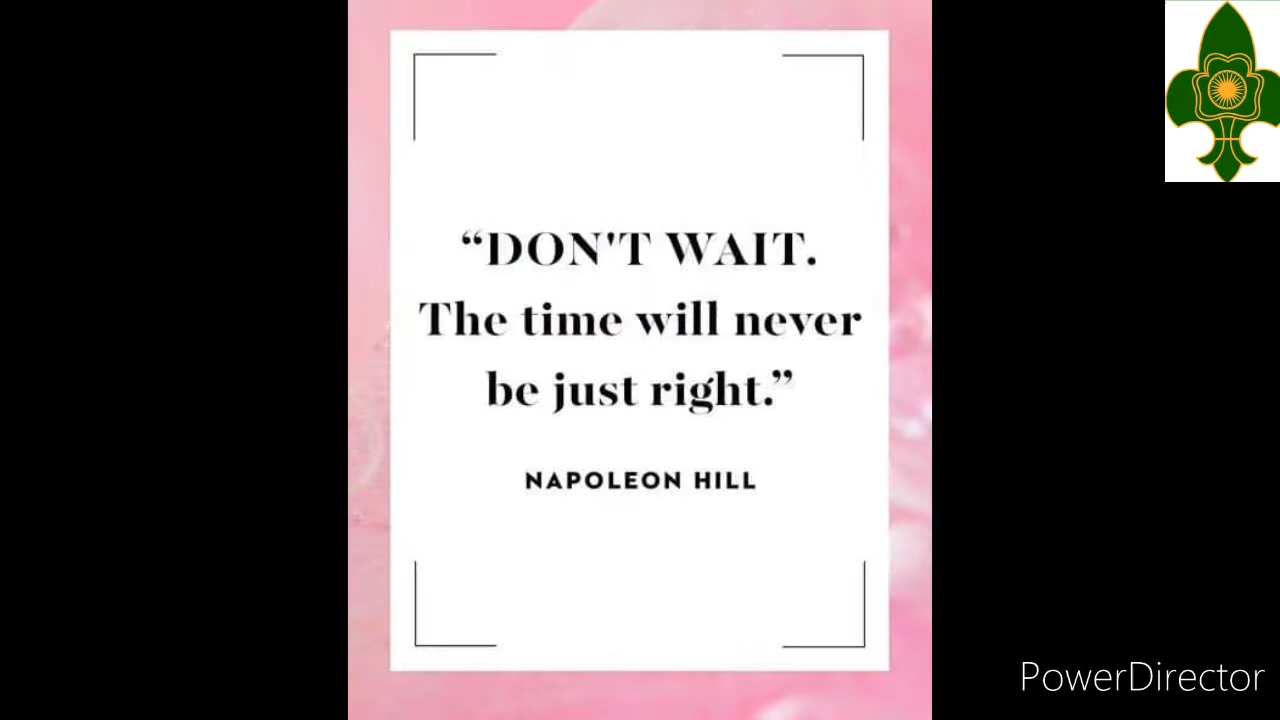 “DON'T WAIT.
The time will never
be just right.”
NAPOLEON HILL
PowerDirector